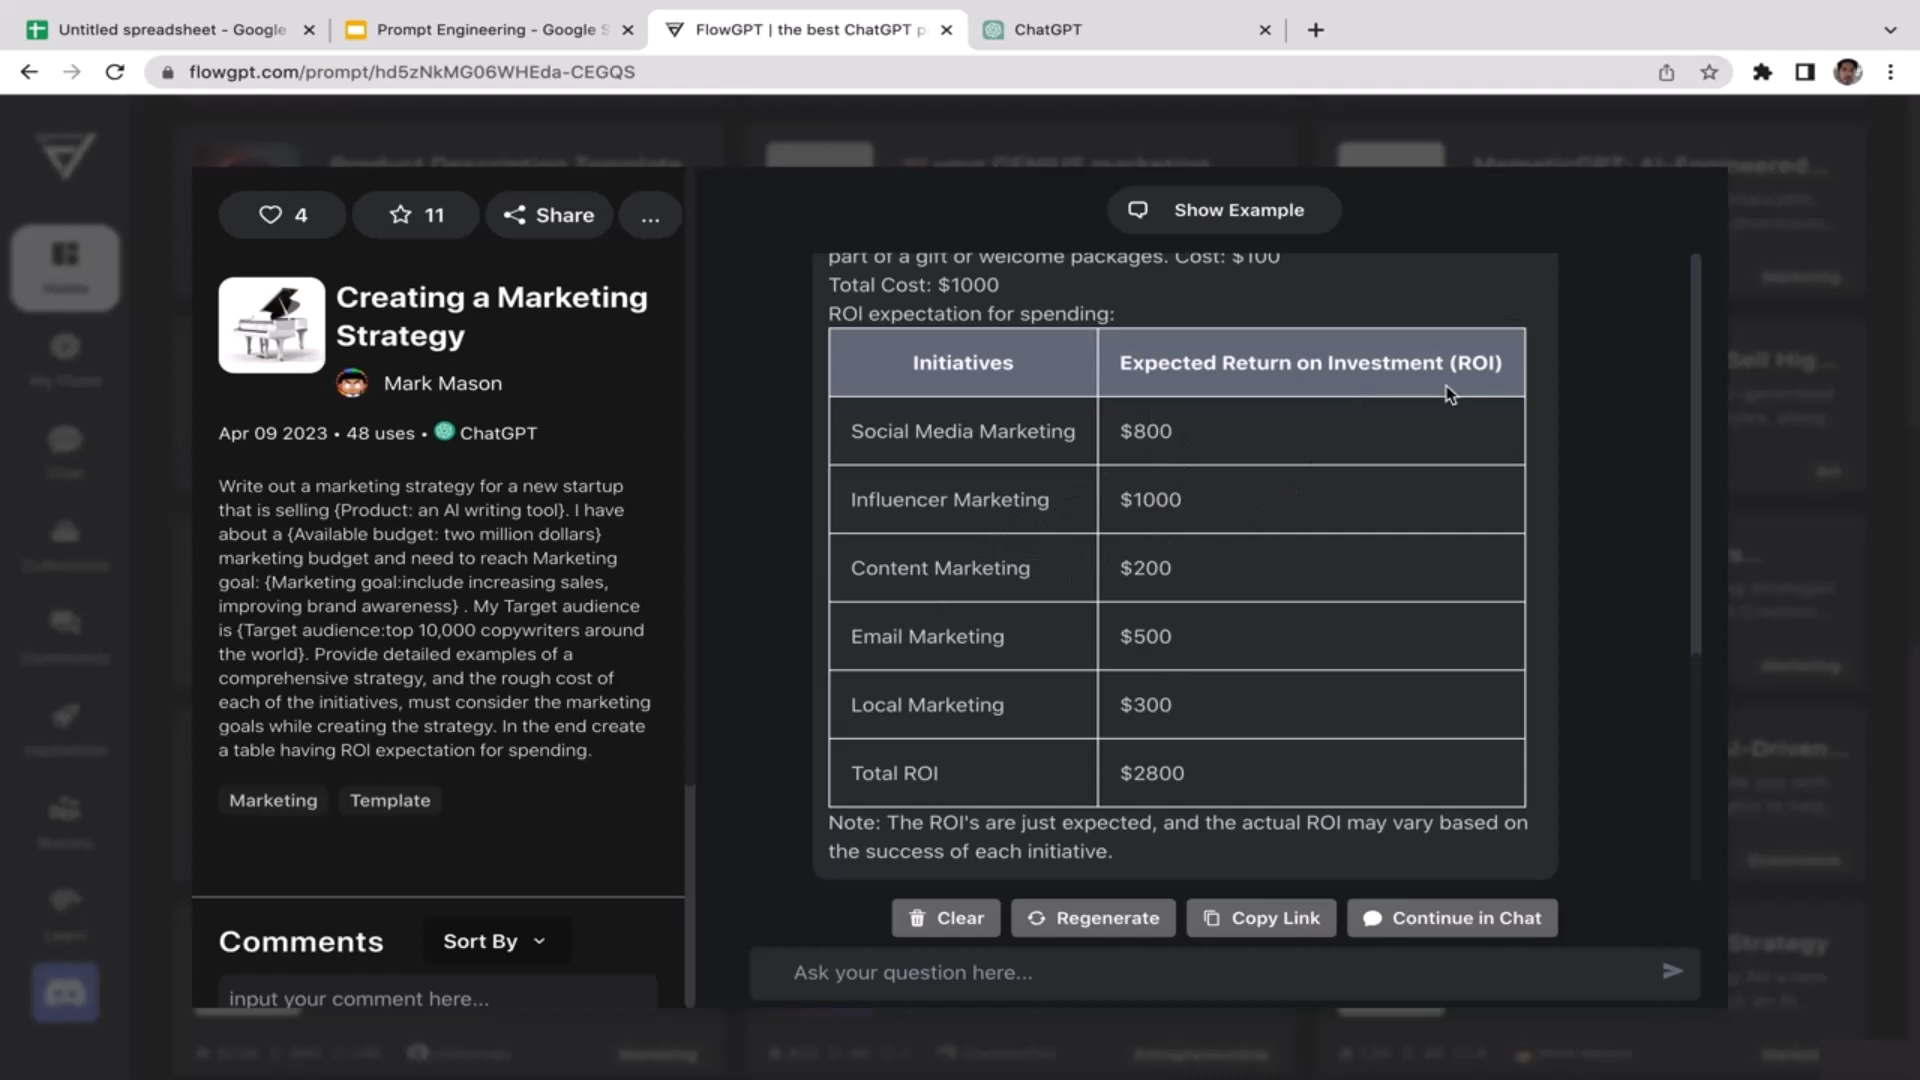 Untitled spreadsheet - Google
Prompt Engineering - Google S
FlowGPT | the best ChatGPT p
ChatGPT
flowgpt.com/prompt/hd5zNkMG06WHEda-CEGQS
4
11
Share
...
Creating a Marketing
Strategy
Mark Mason
Apr 09 2023 • 48 uses • ChatGPT
Write out a marketing strategy for a new startup
that is selling {Product: an AI writing tool}. I have
about a {Available budget: two million dollars}
marketing budget and need to reach Marketing
goal: {Marketing goal:include increasing sales,
improving brand awareness} . My Target audience
is {Target audience:top 10,000 copywriters around
the world}. Provide detailed examples of a
comprehensive strategy, and the rough cost of
each of the initiatives, must consider the marketing
goals while creating the strategy. In the end create
a table having ROI expectation for spending.
Marketing
Template
Comments
Sort By
input your comment here...
Show Example
part of a gift or welcome packages. Cost: $100
Total Cost: $1000
ROI expectation for spending:
Initiatives
Expected Return on Investment (ROI)
Social Media Marketing
$800
Influencer Marketing
$1000
Content Marketing
$200
Email Marketing
$500
Local Marketing
$300
Total ROI
$2800
Note: The ROI's are just expected, and the actual ROI may vary based on
the success of each initiative.
Clear
Regenerate
Copy Link
Continue in Chat
Ask your question here...